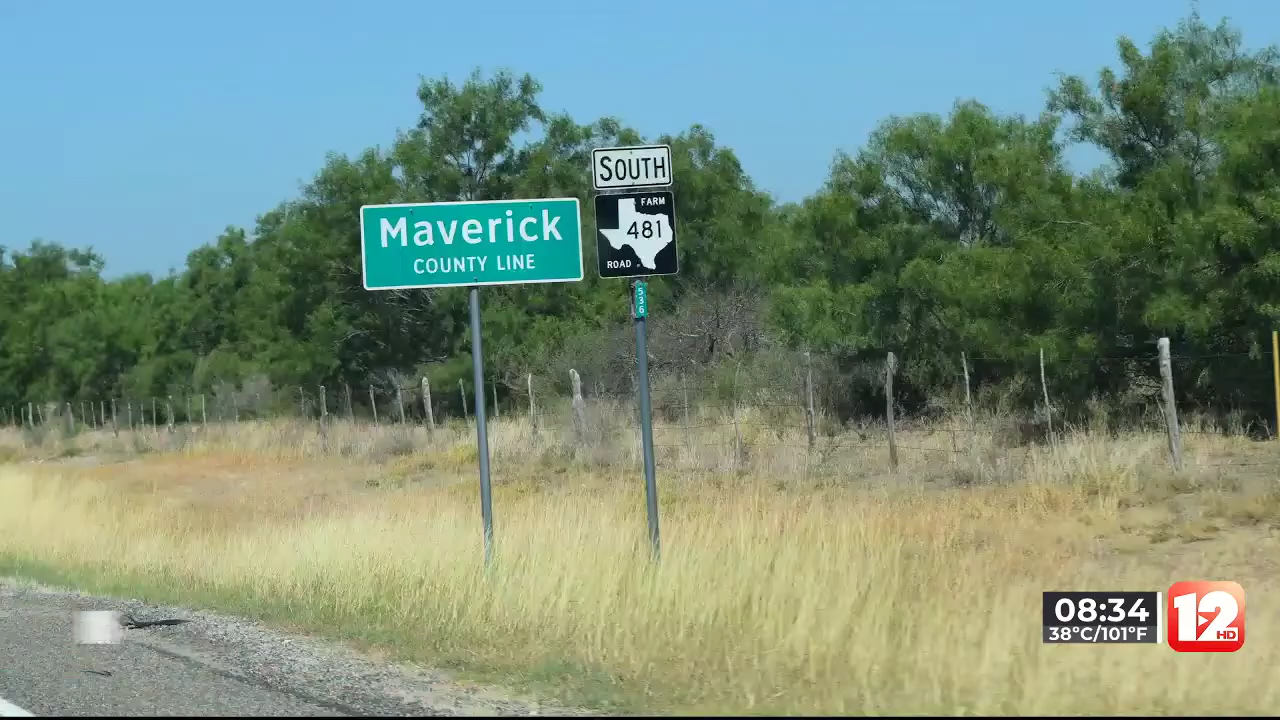 SOUTH
Maverick
COUNTY LINE
FARM
481
ROAD
536
08:34
38°C/101°F
12
HD